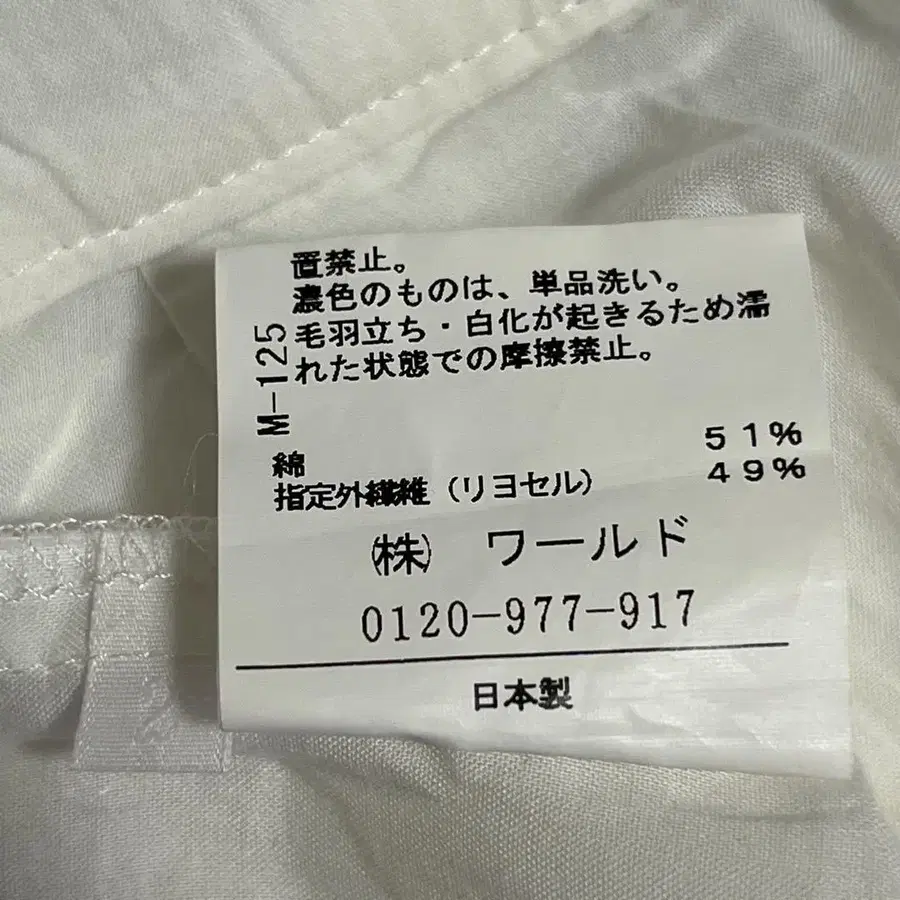 置禁止。
濃色のものは、単品洗い。
毛羽立ち・白化が起きるため濡
れた状態での摩擦禁止。
M-125
綿 51%
指定外繊維(リヨセル) 49%
(株) ワールド
0120-977-917
日本製